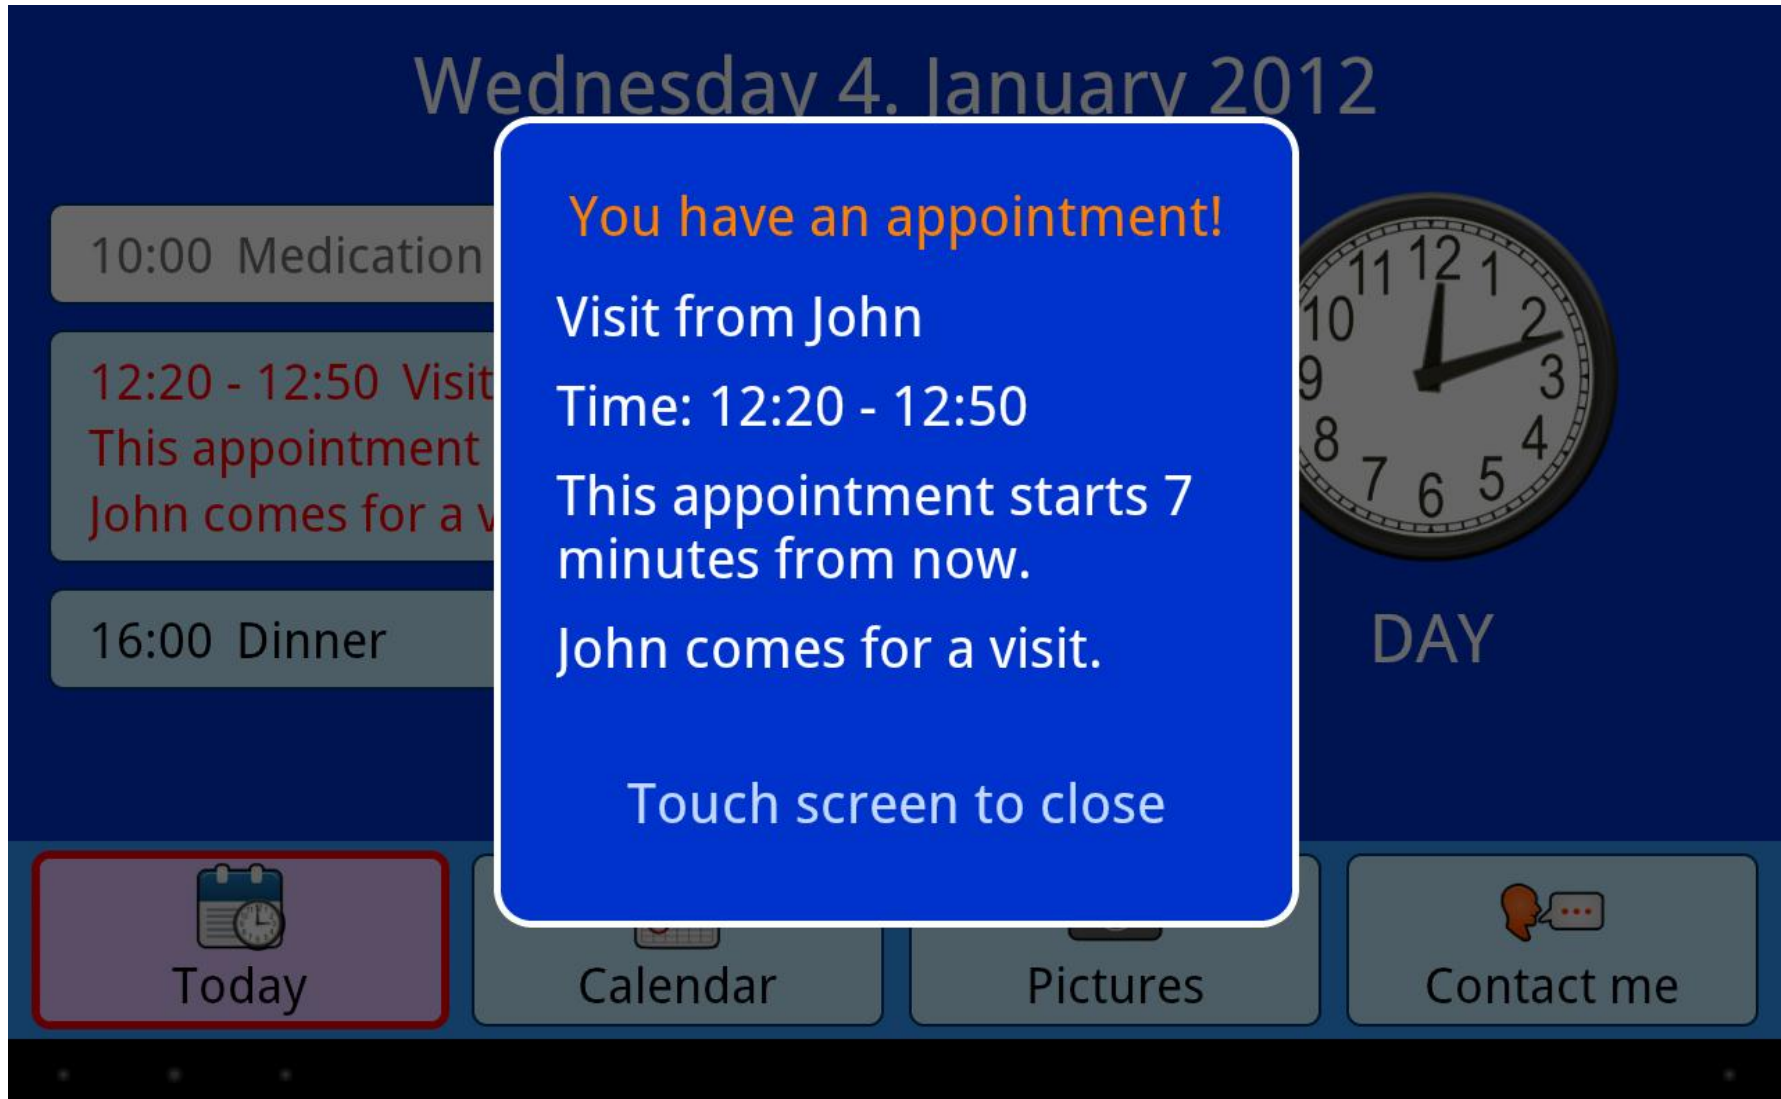 Wednesday 4. January 2012
10:00 Medication
12:20 - 12:50 Visit
This appointment
John comes for a
16:00 Dinner
You have an appointment!
Visit from John
Time: 12:20 - 12:50
This appointment starts 7
minutes from now.
John comes for a visit.
Touch screen to close
12
1
2
3
4
5
6
7
8
9
10
11
DAY
Today
Calendar
Pictures
Contact me